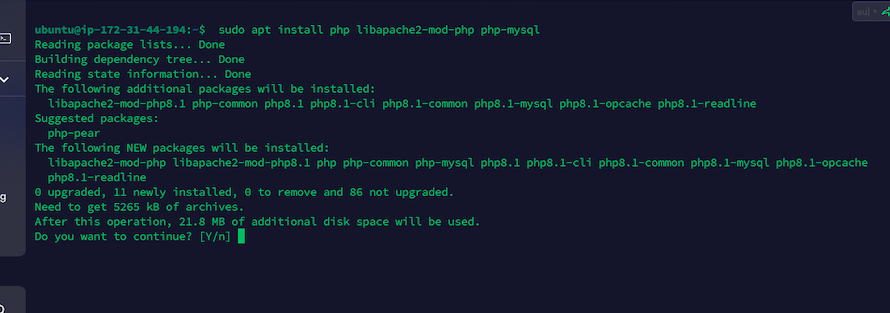 ubuntu@ip-172-31-44-194:~$  sudo apt install php libapache2-mod-php php-mysql
Reading package lists... Done
Building dependency tree... Done
Reading state information... Done
The following additional packages will be installed:
  libapache2-mod-php8.1 php-common php8.1 php8.1-cli php8.1-common php8.1-mysql php8.1-opcache php8.1-readline
Suggested packages:
  php-pear
The following NEW packages will be installed:
  libapache2-mod-php libapache2-mod-php8.1 php php-common php-mysql php8.1 php8.1-cli php8.1-common php8.1-mysql php8.1-opcache
  php8.1-readline
0 upgraded, 11 newly installed, 0 to remove and 86 not upgraded.
Need to get 5265 kB of archives.
After this operation, 21.8 MB of additional disk space will be used.
Do you want to continue? [Y/n]